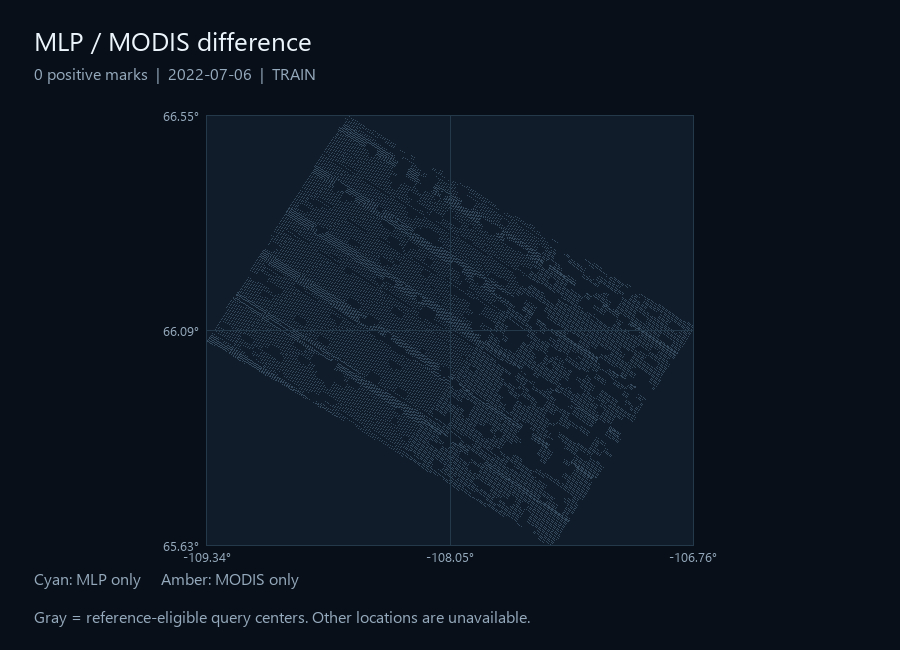 MLP / MODIS difference
0 positive marks | 2022-07-06 | TRAIN
66.55°
66.09°
65.63°
-109.34° -108.05° -106.76°
Cyan: MLP only Amber: MODIS only
Gray = reference-eligible query centers. Other locations are unavailable.